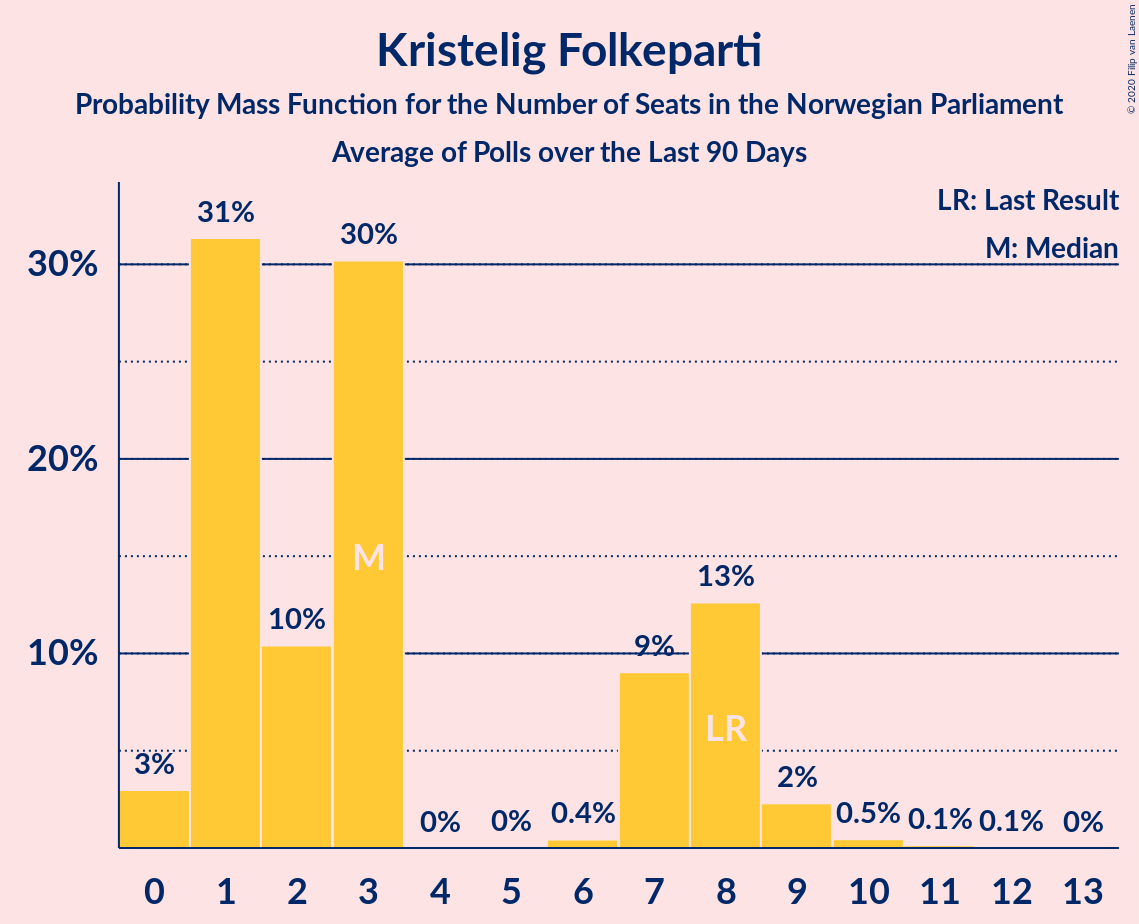 Kristelig Folkeparti
Probability Mass Function for the Number of Seats in the Norwegian Parliament
Average of Polls over the Last 90 Days
© 2020 Filip van Laenen
LR: Last Result
M: Median
30%
20%
10%
3%
31%
10%
30%
0%
0%
0.4%
9%
13%
2%
0.5%
0.1%
0.1%
0%
M
LR
0 1 2 3 4 5 6 7 8 9 10 11 12 13